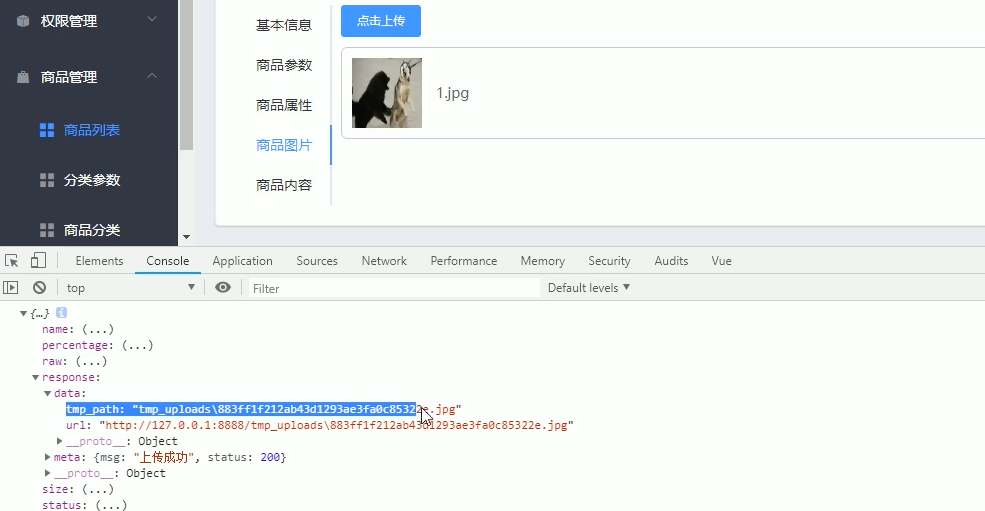 权限管理
商品管理
商品列表
分类参数
商品分类
基本信息
商品参数
商品属性
商品图片
商品内容
点击上传
1.jpg
Elements Console Application Sources Network Performance Memory Security Audits Vue
top Filter Default levels
{…}
name: (...)
percentage: (...)
raw: (...)
response:
data:
tmp_path: "tmp_uploads\883ff1f212ab43d1293ae3fa0c85322e.jpg"
url: "http://127.0.0.1:8888/tmp_uploads\883ff1f212ab43d1293ae3fa0c85322e.jpg"
__proto__: Object
meta: {msg: "上传成功", status: 200}
__proto__: Object
size: (...)
status: (...)